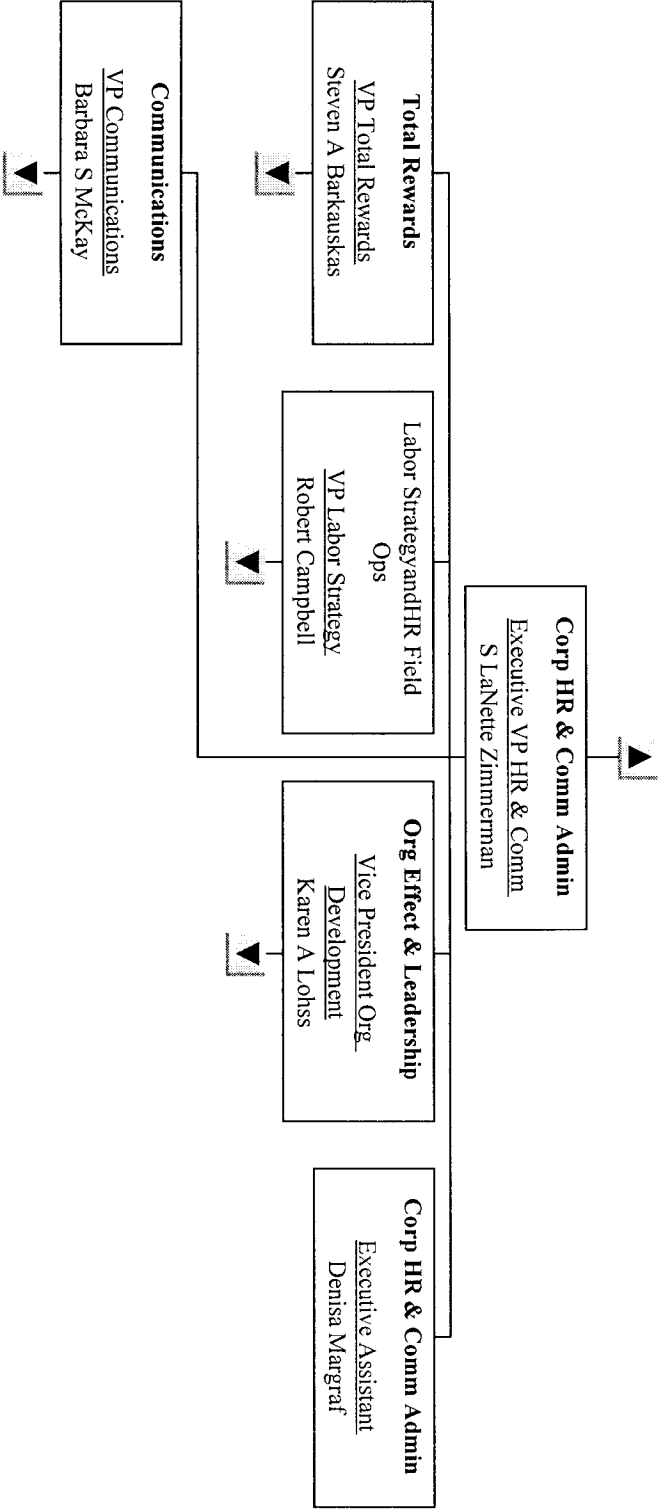 Corp HR & Comm Admin
Executive VP HR & Comm
S LaNette Zimmerman
Total Rewards
VP Total Rewards
Steven A Barkauskas
Labor StrategyandHR Field
Ops
VP Labor Strategy
Robert Campbell
Org Effect & Leadership
Vice President Org
Development
Karen A Lohss
Corp HR & Comm Admin
Executive Assistant
Denisa Margraf
Communications
VP Communications
Barbara S McKay